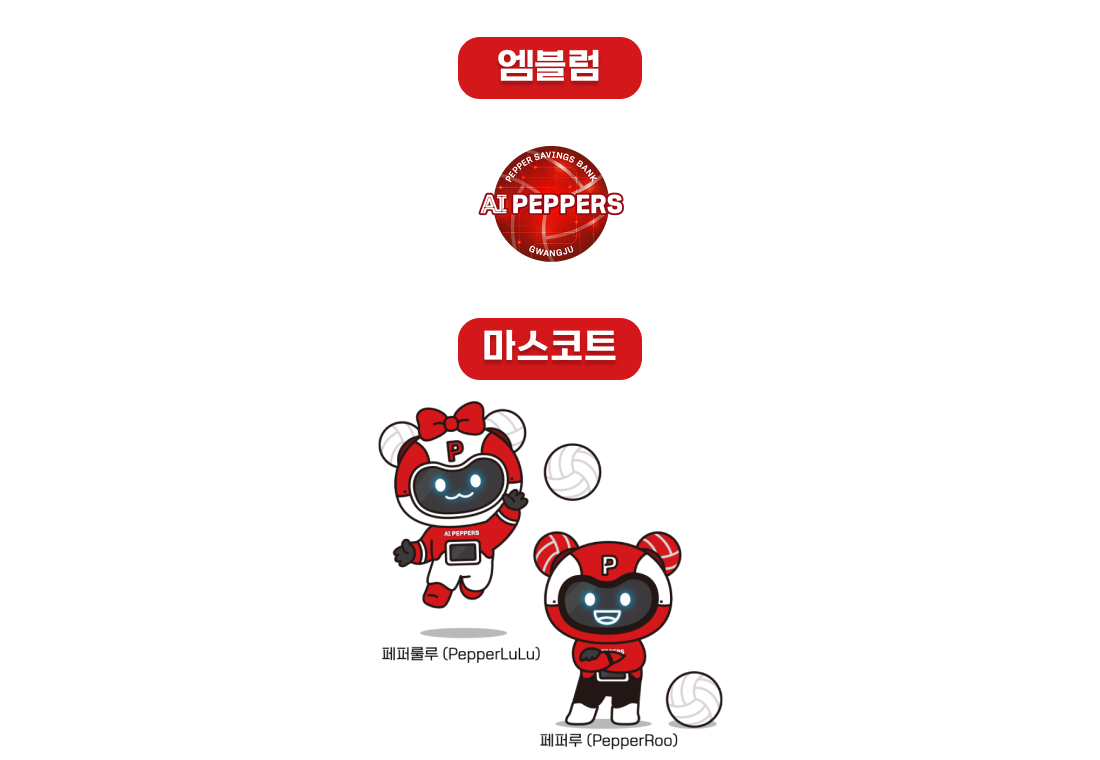 엠블럼
PEPPER SAVINGS BANK
AI PEPPERS
GWANGJU
마스코트
P
AI PEPPERS
P
페퍼룰루 (PepperLuLu)
페퍼루 (PepperRoo)